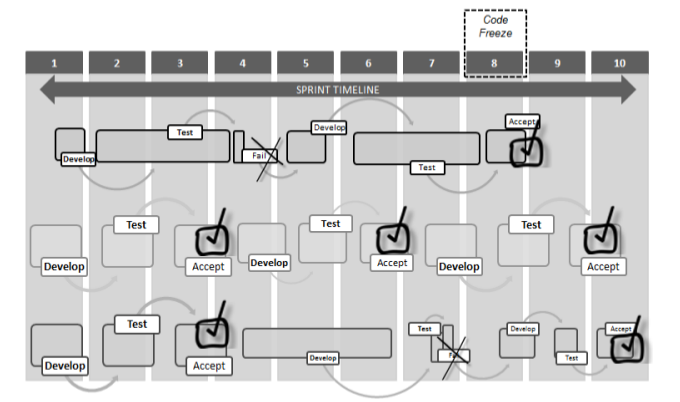 Code
Freeze
1 2 3 4 5 6 7 8 9 10
SPRINT TIMELINE
Develop Test Fail Develop Test Accept
Develop Test Accept Develop Test Accept Develop Test Accept
Develop Test Accept Develop Test Fail Develop Test Accept